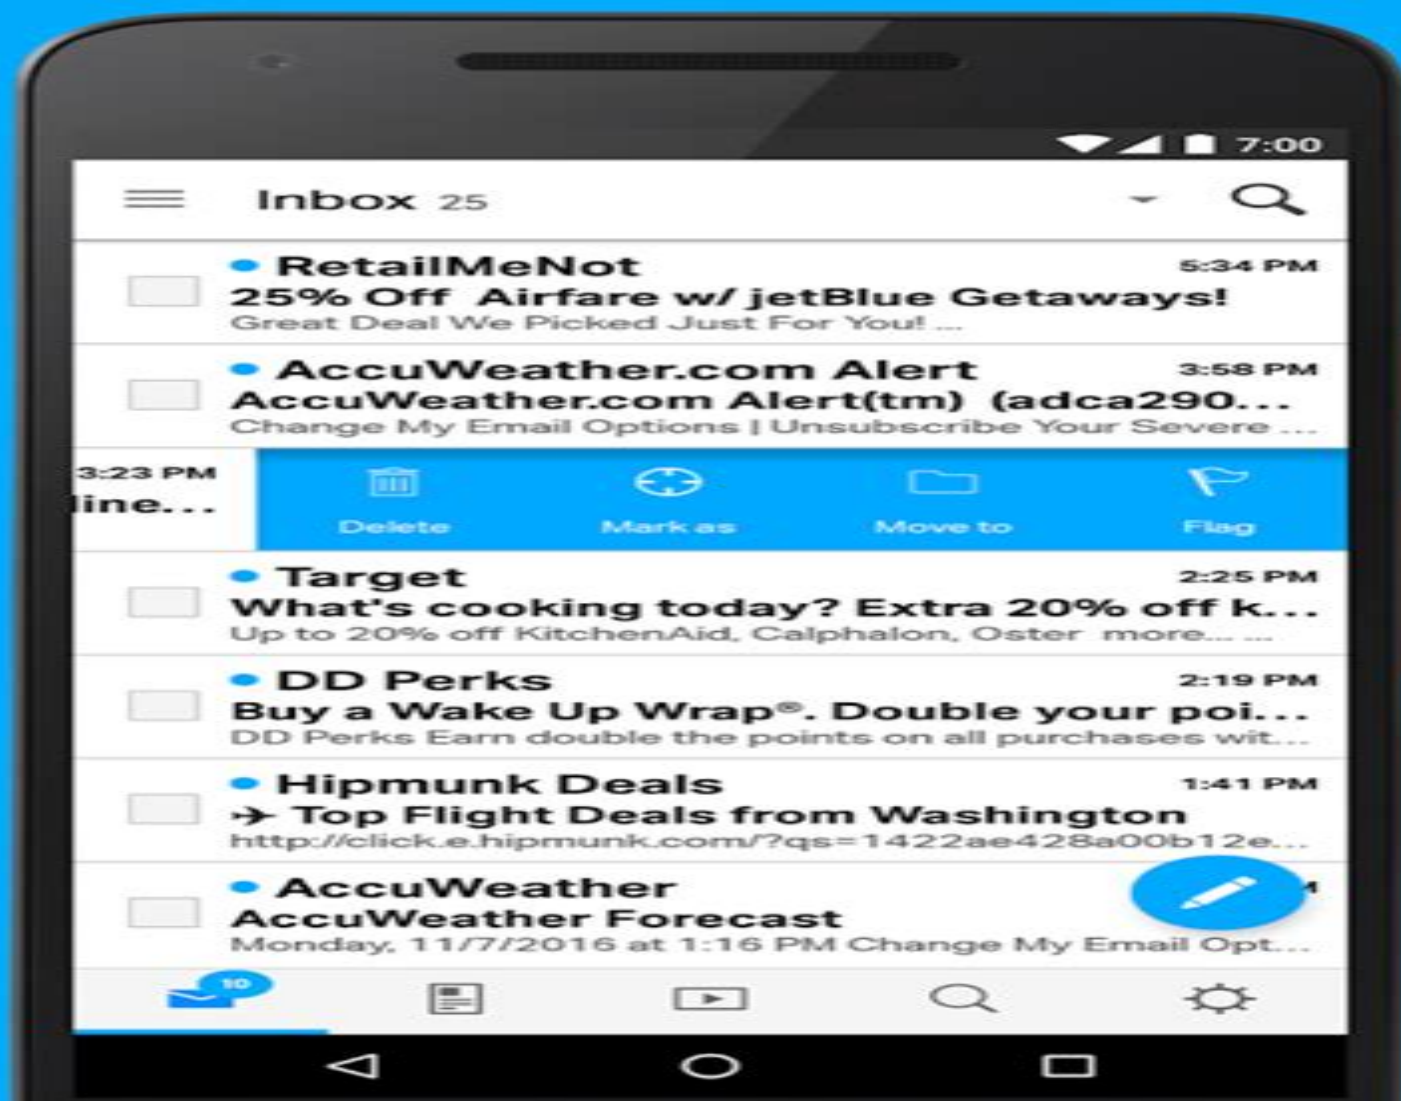 7:00
Inbox 25
RetailMeNot 5:34 PM
25% Off Airfare w/ jetBlue Getaways!
Great Deal We Picked Just For You! ...
AccuWeather.com Alert 3:58 PM
AccuWeather.com Alert(tm) (adca290...
Change My Email Options | Unsubscribe Your Severe ...
3:23 PM
line...
Delete Mark as Move to Flag
Target 2:25 PM
What's cooking today? Extra 20% off k...
Up to 20% off KitchenAid, Calphalon, Oster more... ...
DD Perks 2:19 PM
Buy a Wake Up Wrap®. Double your poi...
DD Perks Earn double the points on all purchases wit...
Hipmunk Deals 1:41 PM
✈ Top Flight Deals from Washington
http://click.e.hipmunk.com/?qs=1422ae428a00b12e...
AccuWeather
AccuWeather Forecast
Monday, 11/7/2016 at 1:16 PM Change My Email Opt...
10